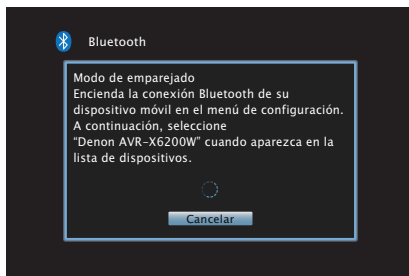 Bluetooth
Modo de emparejado
Encienda la conexión Bluetooth de su
dispositivo móvil en el menú de configuración.
A continuación, seleccione
“Denon AVR-X6200W” cuando aparezca en la
lista de dispositivos.
Cancelar